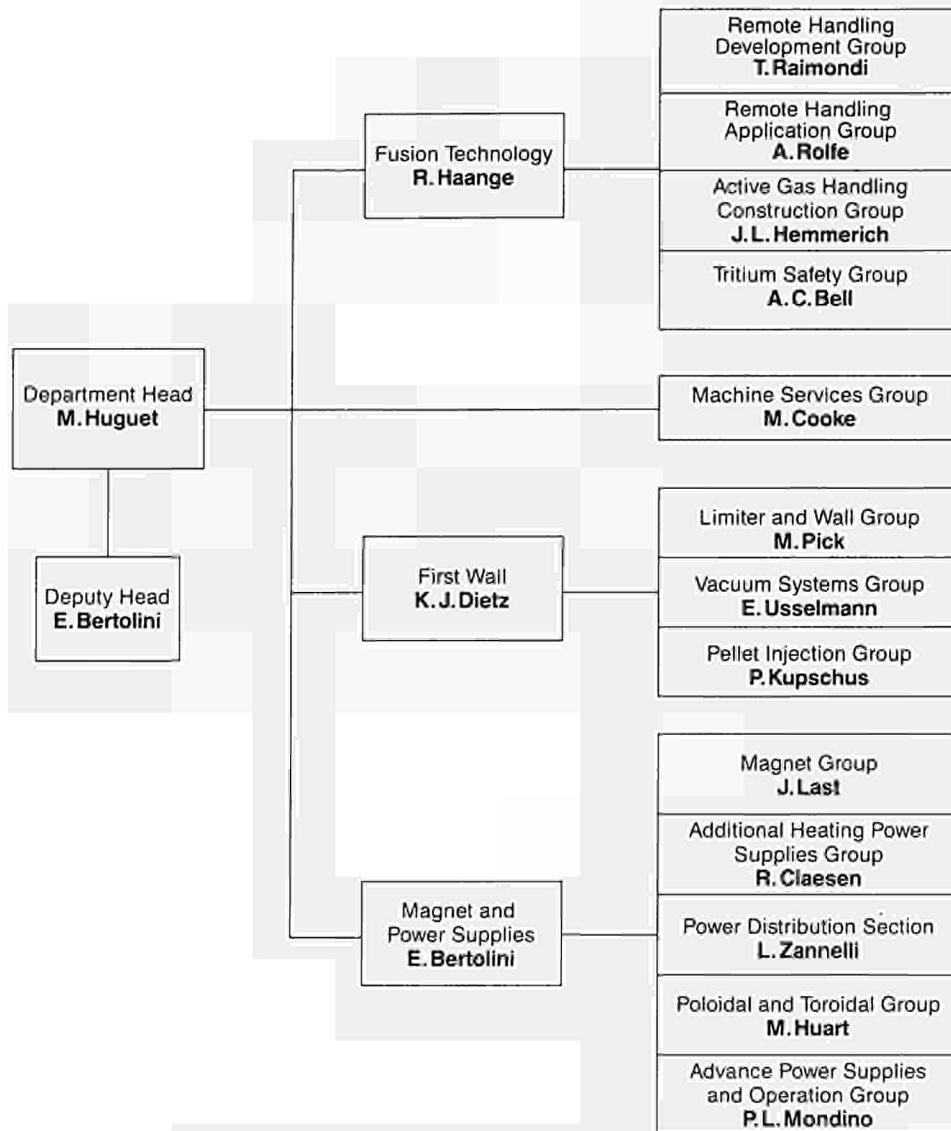 Remote Handling
Development Group
T. Raimondi
Remote Handling
Application Group
A. Rolfe
Active Gas Handling
Construction Group
J. L. Hemmerich
Tritium Safety Group
A. C. Bell
Fusion Technology
R. Haange
Department Head
M. Huguet
Machine Services Group
M. Cooke
Deputy Head
E. Bertolini
First Wall
K. J. Dietz
Limiter and Wall Group
M. Pick
Vacuum Systems Group
E. Usselmann
Pellet Injection Group
P. Kupschus
Magnet and
Power Supplies
E. Bertolini
Magnet Group
J. Last
Additional Heating Power
Supplies Group
R. Claesen
Power Distribution Section
L. Zannelli
Poloidal and Toroidal Group
M. Huart
Advance Power Supplies
and Operation Group
P. L. Mondino